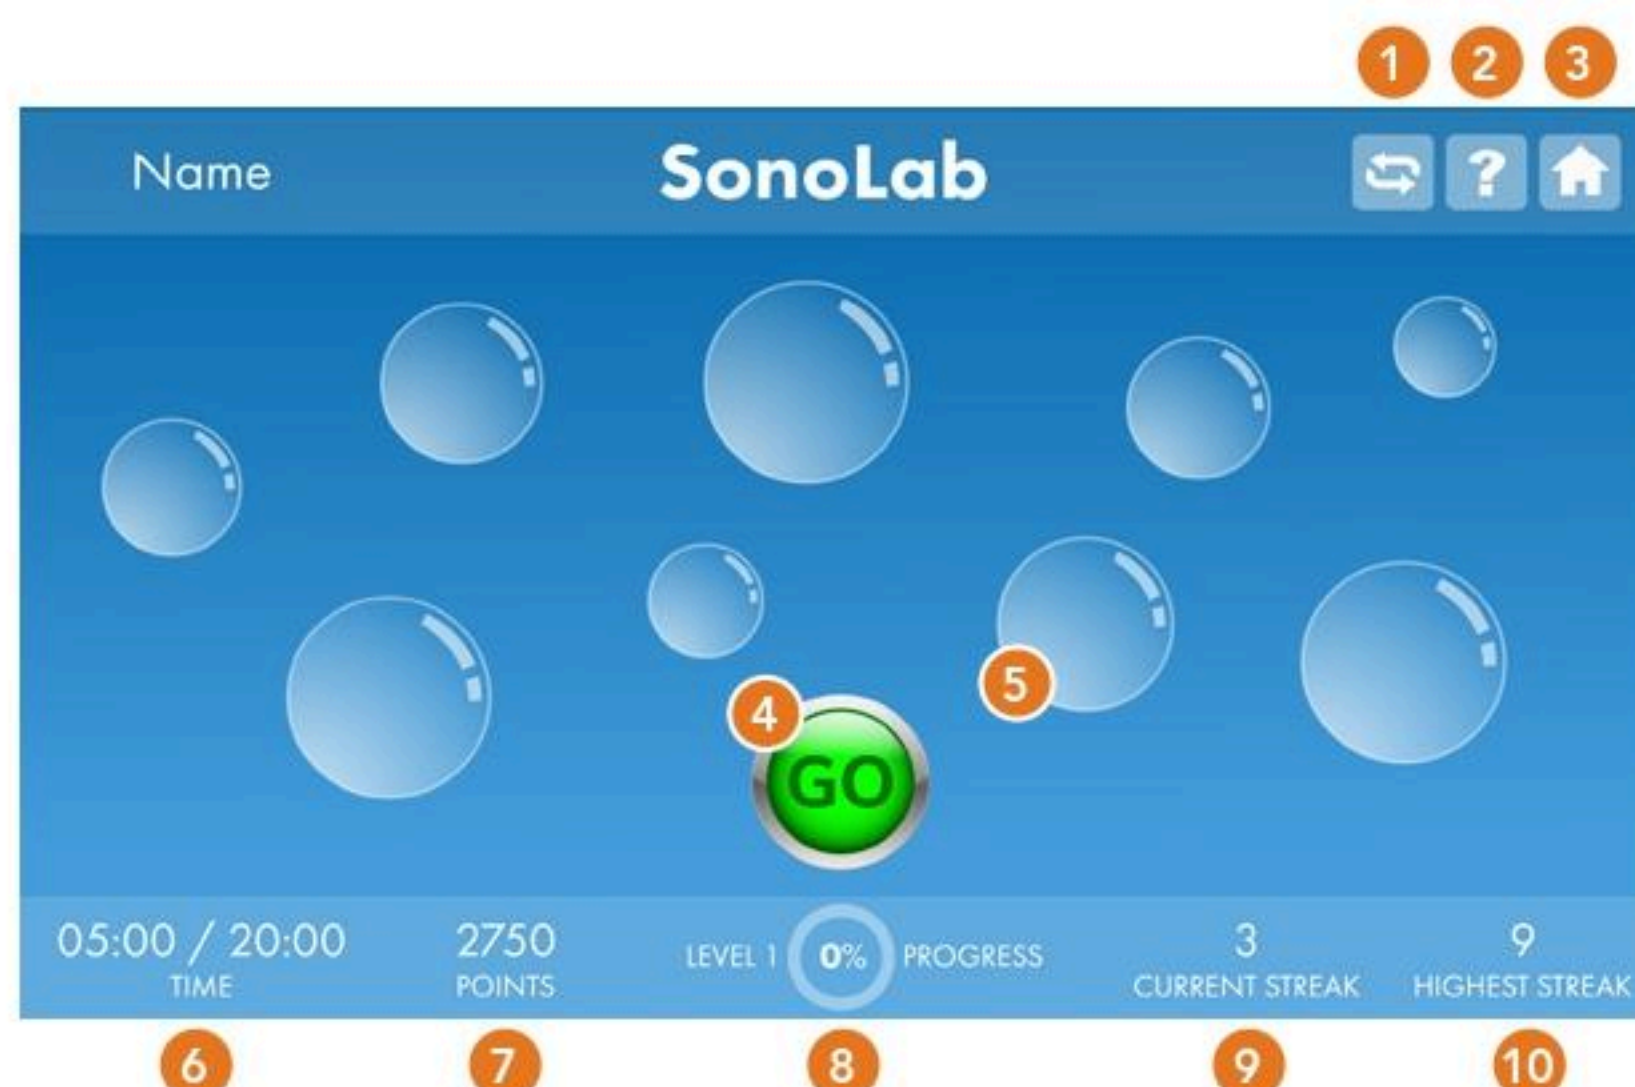 1 2 3
Name SonoLab ?
5
4
GO
05:00 / 20:00 2750 LEVEL 1 0% PROGRESS 3 9
TIME POINTS CURRENT STREAK HIGHEST STREAK
6 7 8 9 10